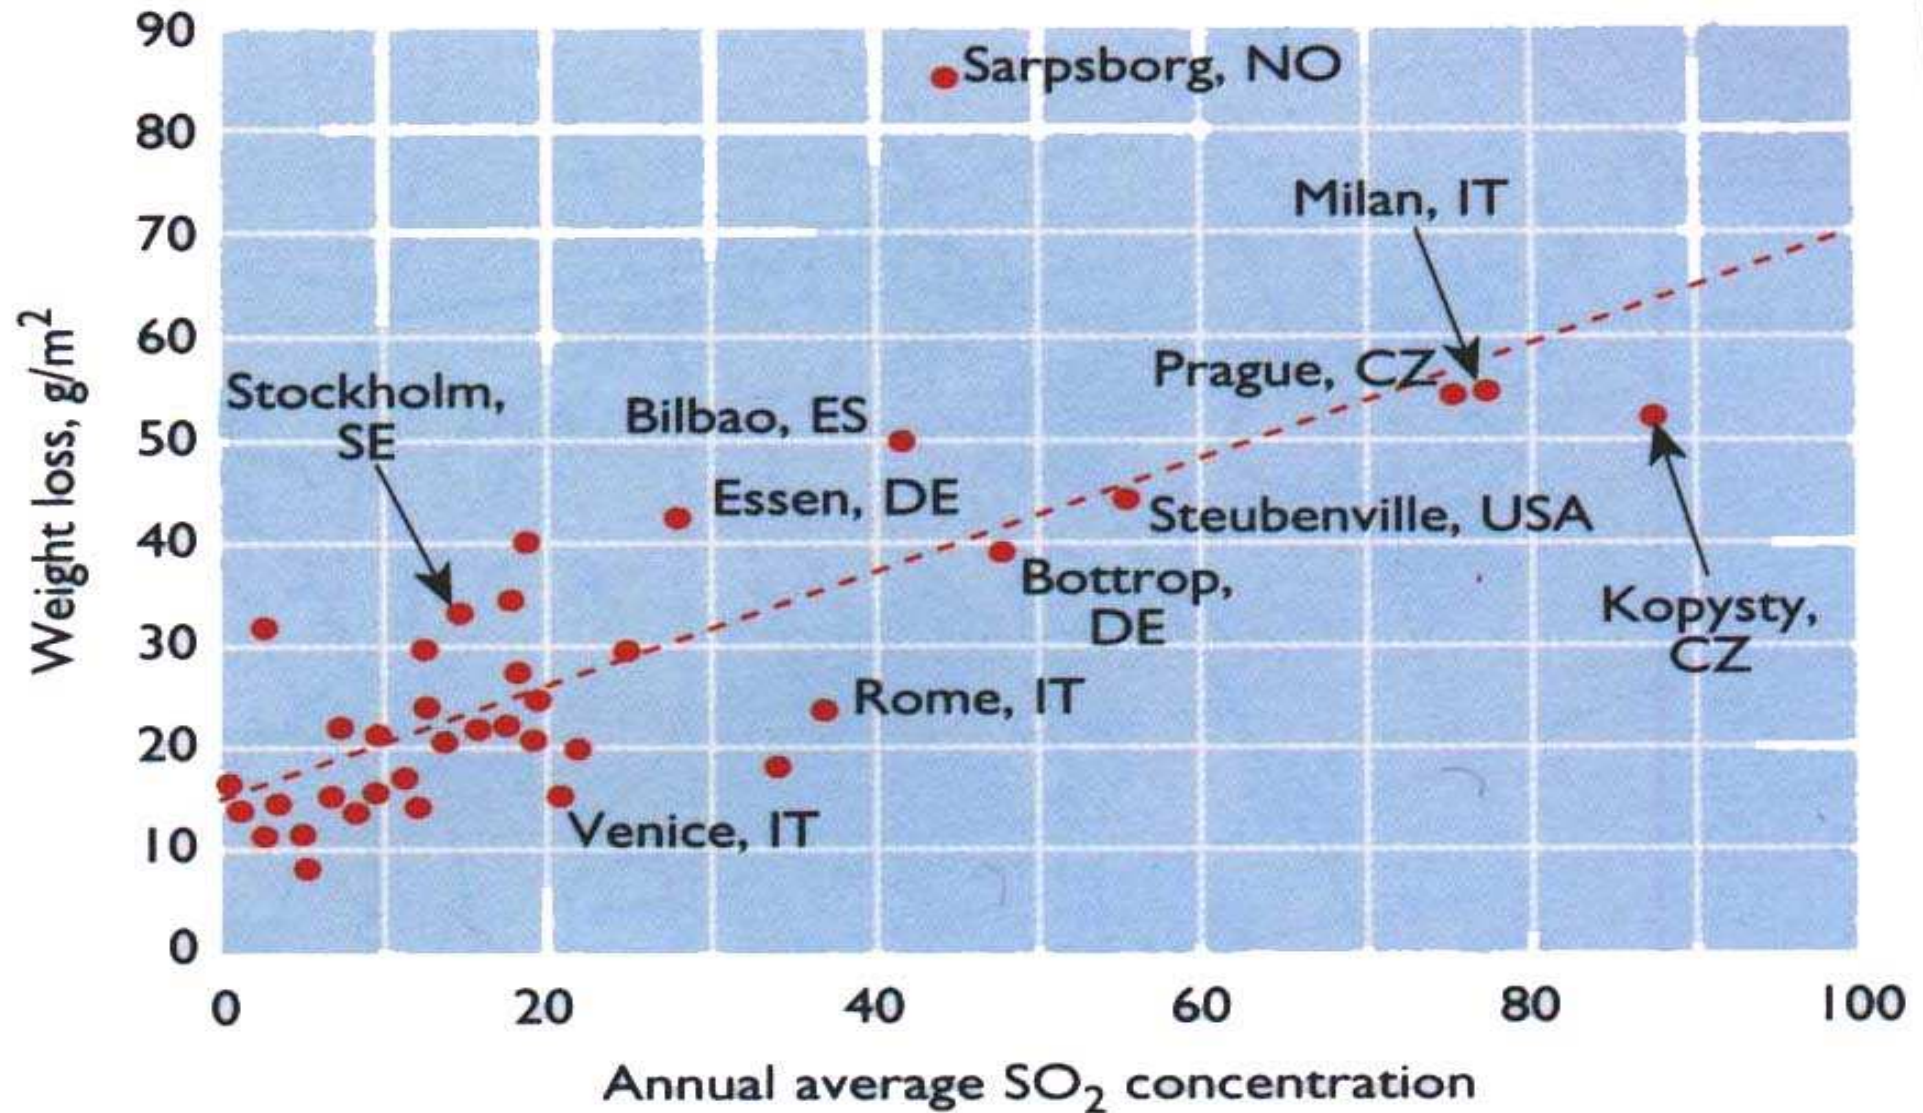 90
Sarpsborg, NO
80
Milan, IT
70
60
Prague, CZ
Stockholm,
SE
Bilbao, ES
50
Essen, DE
Steubenville, USA
40
Bottrop,
DE
Kopysty,
CZ
30
Rome, IT
20
Venice, IT
10
0
Weight loss, g/m²
0 20 40 60 80 100
Annual average SO₂ concentration